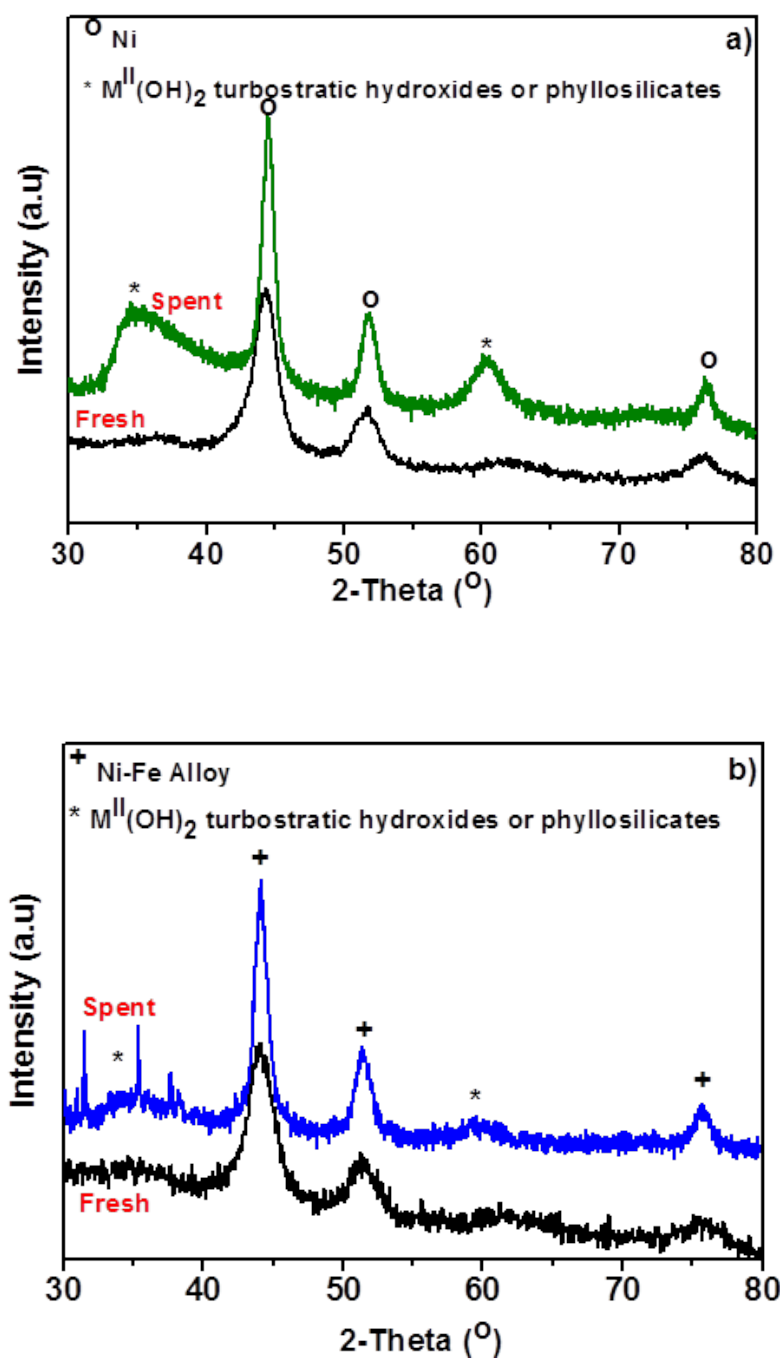 o Ni
a)
* M^II(OH)2 turbostratic hydroxides or phyllosilicates
o
Intensity (a.u)
*
Spent
o
*
o
Fresh
30 40 50 60 70 80
2-Theta (O)
+ Ni-Fe Alloy
b)
* M^II(OH)2 turbostratic hydroxides or phyllosilicates
+
Intensity (a.u)
Spent
*
+
*
+
Fresh
30 40 50 60 70 80
2-Theta (O)